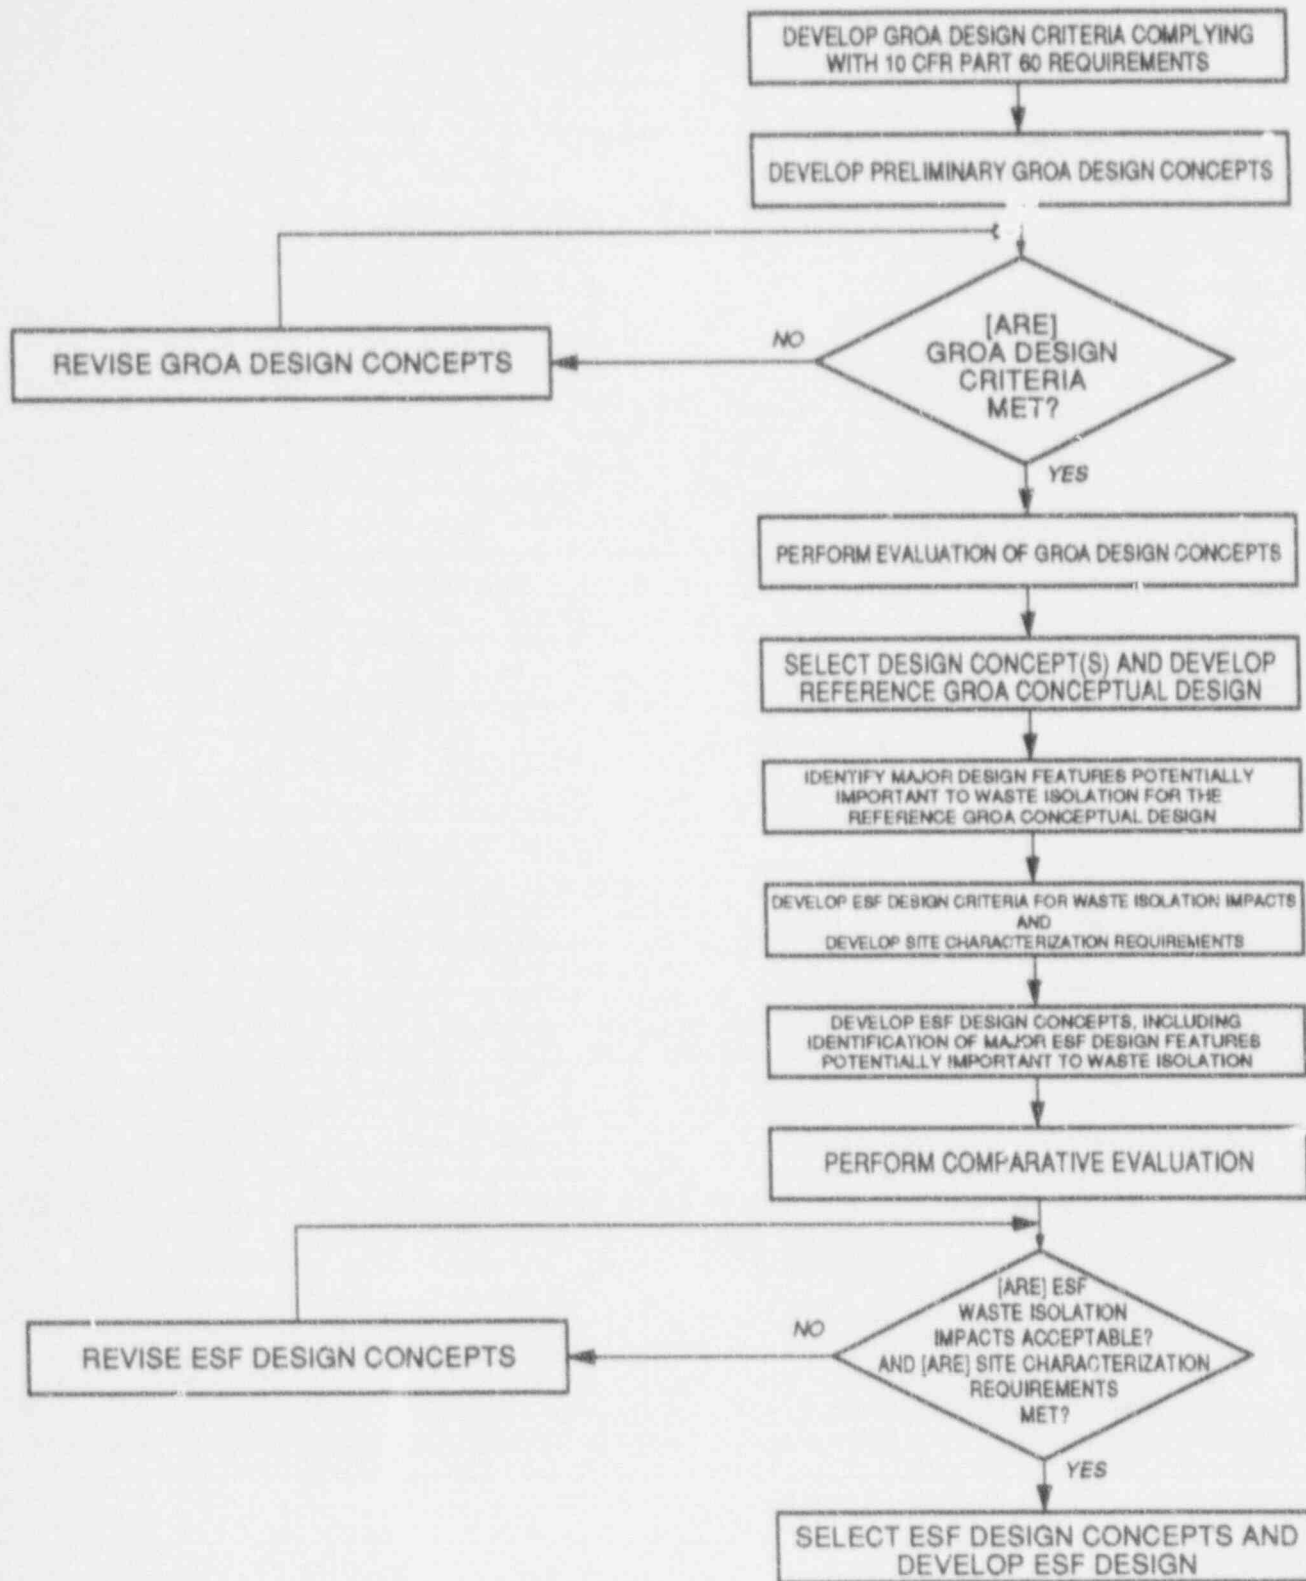 DEVELOP GROA DESIGN CRITERIA COMPLYING
WITH 10 CFR PART 60 REQUIREMENTS
DEVELOP PRELIMINARY GROA DESIGN CONCEPTS
[ARE]
GROA DESIGN
CRITERIA
MET?
NO
REVISE GROA DESIGN CONCEPTS
YES
PERFORM EVALUATION OF GROA DESIGN CONCEPTS
SELECT DESIGN CONCEPT(S) AND DEVELOP
REFERENCE GROA CONCEPTUAL DESIGN
IDENTIFY MAJOR DESIGN FEATURES POTENTIALLY
IMPORTANT TO WASTE ISOLATION FOR THE
REFERENCE GROA CONCEPTUAL DESIGN
DEVELOP ESF DESIGN CRITERIA FOR WASTE ISOLATION IMPACTS
AND
DEVELOP SITE CHARACTERIZATION REQUIREMENTS
DEVELOP ESF DESIGN CONCEPTS, INCLUDING
IDENTIFICATION OF MAJOR ESF DESIGN FEATURES
POTENTIALLY IMPORTANT TO WASTE ISOLATION
PERFORM COMPARATIVE EVALUATION
[ARE] ESF
WASTE ISOLATION
IMPACTS ACCEPTABLE?
AND [ARE] SITE CHARACTERIZATION
REQUIREMENTS
MET?
NO
REVISE ESF DESIGN CONCEPTS
YES
SELECT ESF DESIGN CONCEPTS AND
DEVELOP ESF DESIGN